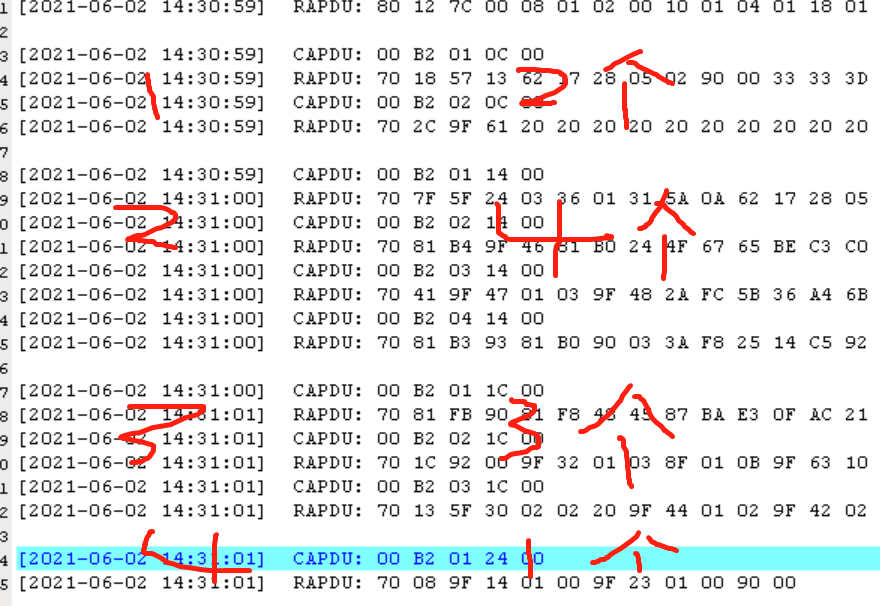 1 [2021-06-02 14:30:59] RAPDU: 80 12 7C 00 08 01 02 00 10 01 04 01 18 01
2
3 [2021-06-02 14:30:59] CAPDU: 00 B2 01 0C 00
4 [2021-06-02 14:30:59] RAPDU: 70 18 57 13 62 17 28 05 02 90 00 33 33 3D
1 2个
5 [2021-06-02 14:30:59] CAPDU: 00 B2 02 0C 00
6 [2021-06-02 14:30:59] RAPDU: 70 2C 9F 61 20 20 20 20 20 20 20 20 20 20
7
8 [2021-06-02 14:30:59] CAPDU: 00 B2 01 14 00
9 [2021-06-02 14:31:00] RAPDU: 70 7F 5F 24 03 36 01 31 5A 0A 62 17 28 05
0 [2021-06-02 14:31:00] CAPDU: 00 B2 02 14 00
2 4个
1 [2021-06-02 14:31:00] RAPDU: 70 81 B4 9F 46 81 B0 24 4F 67 65 BE C3 C0
2 [2021-06-02 14:31:00] CAPDU: 00 B2 03 14 00
3 [2021-06-02 14:31:00] RAPDU: 70 41 9F 47 01 03 9F 48 2A FC 5B 36 A4 6B
4 [2021-06-02 14:31:00] CAPDU: 00 B2 04 14 00
5 [2021-06-02 14:31:00] RAPDU: 70 81 B3 93 81 B0 90 03 3A F8 25 14 C5 92
6
7 [2021-06-02 14:31:00] CAPDU: 00 B2 01 1C 00
8 [2021-06-02 14:31:01] RAPDU: 70 81 FB 90 81 F8 48 45 87 BA E3 0F AC 21
3 3个
9 [2021-06-02 14:31:01] CAPDU: 00 B2 02 1C 00
0 [2021-06-02 14:31:01] RAPDU: 70 1C 92 00 9F 32 01 03 8F 01 0B 9F 63 10
1 [2021-06-02 14:31:01] CAPDU: 00 B2 03 1C 00
2 [2021-06-02 14:31:01] RAPDU: 70 13 5F 30 02 02 20 9F 44 01 02 9F 42 02
3
4 [2021-06-02 14:31:01] CAPDU: 00 B2 01 24 00
4 1个
5 [2021-06-02 14:31:01] RAPDU: 70 08 9F 14 01 00 9F 23 01 00 90 00